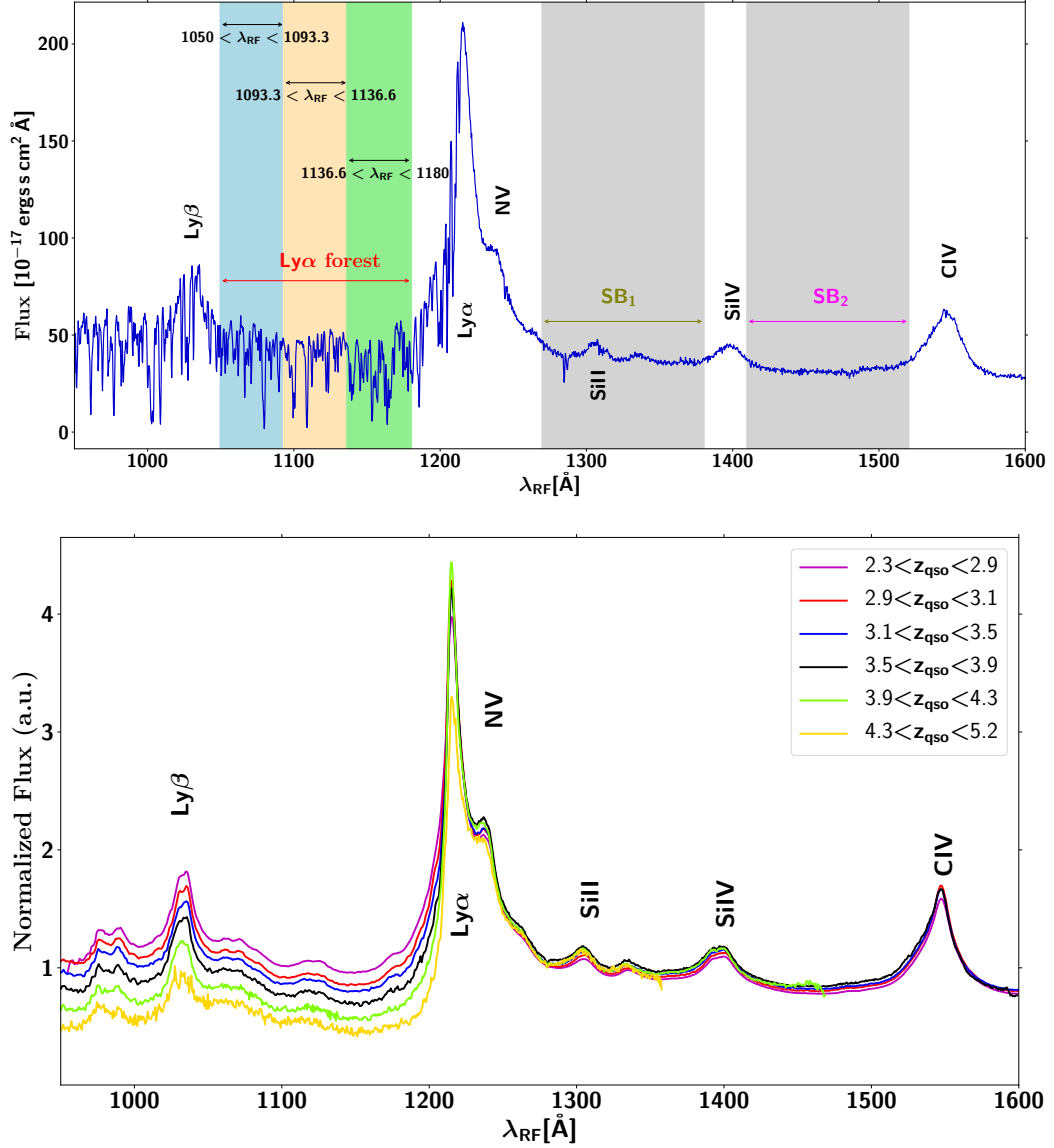 200
150
100
50
0
Flux [10⁻¹⁷ ergs s cm² Å]
1050 < λRF < 1093.3
1093.3 < λRF < 1136.6
1136.6 < λRF < 1180
Lyβ
Lyα forest
Lyα
NV
SB₁
SiII
SiIV
SB₂
CIV
1000 1100 1200 1300 1400 1500 1600
λRF[Å]
4
3
2
1
Normalized Flux (a.u.)
Lyβ
Lyα
NV
SiII
SiIV
CIV
2.3<zqso<2.9
2.9<zqso<3.1
3.1<zqso<3.5
3.5<zqso<3.9
3.9<zqso<4.3
4.3<zqso<5.2
1000 1100 1200 1300 1400 1500 1600
λRF[Å]